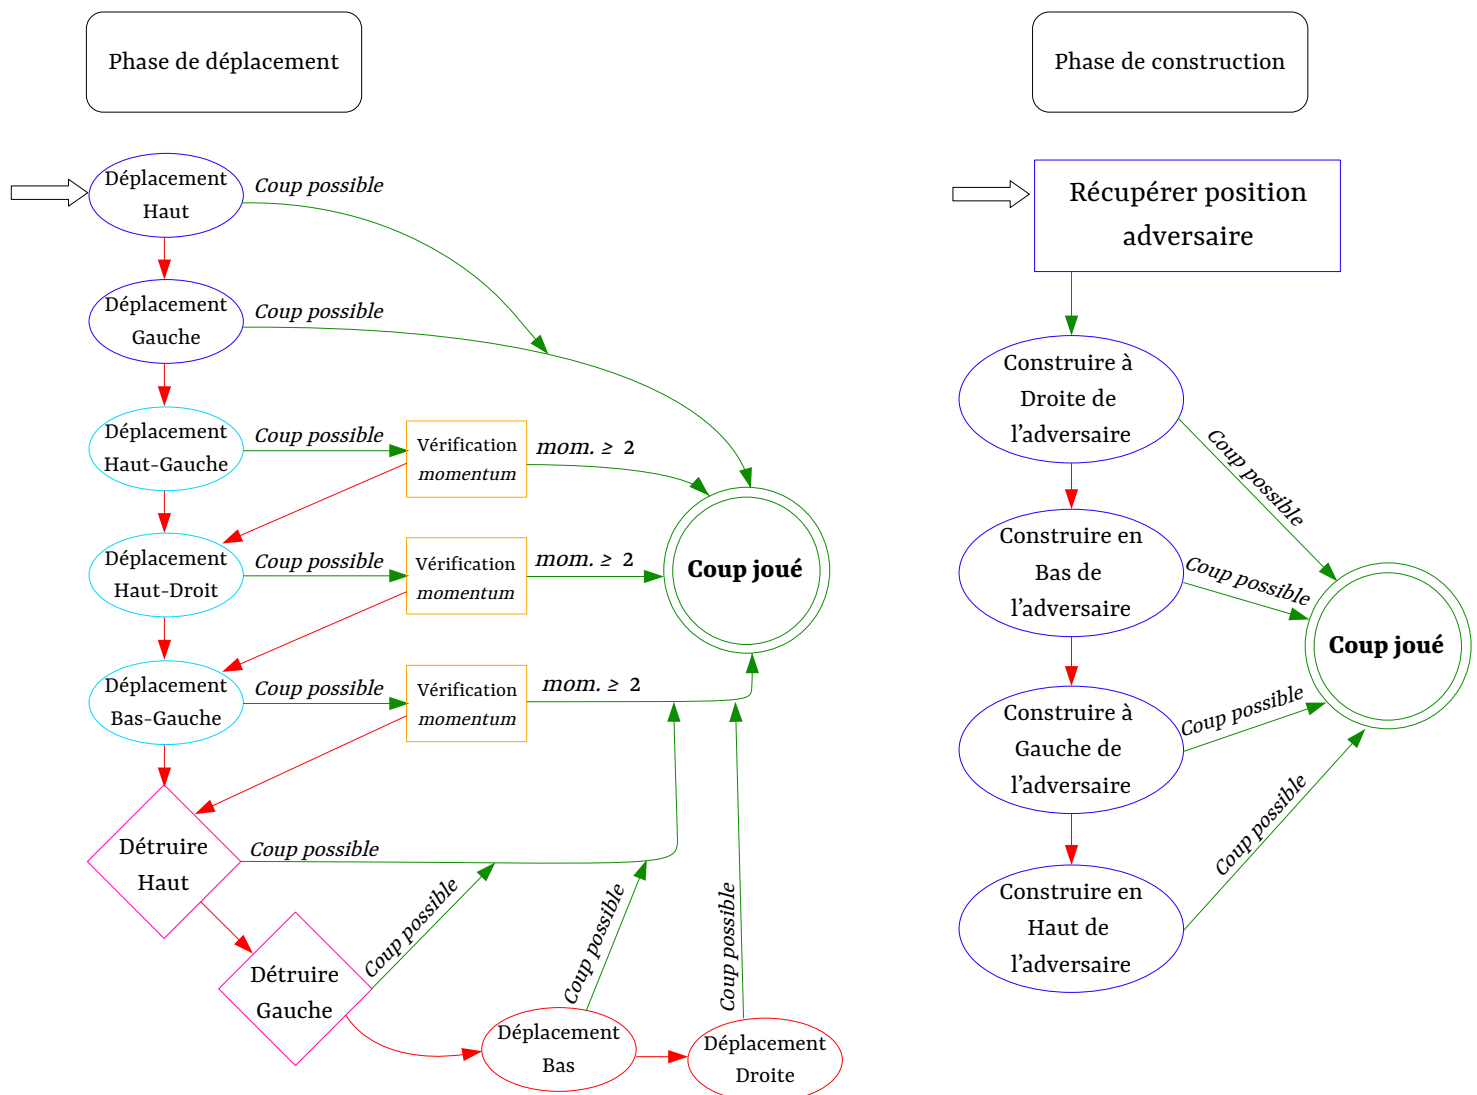 Phase de déplacement
Déplacement
Haut
Coup possible
Déplacement
Gauche
Coup possible
Déplacement
Haut-Gauche
Coup possible
Vérification
momentum
mom. ≥ 2
Déplacement
Haut-Droit
Coup possible
Vérification
momentum
mom. ≥ 2
Déplacement
Bas-Gauche
Coup possible
Vérification
momentum
mom. ≥ 2
Coup joué
Détruire
Haut
Coup possible
Détruire
Gauche
Coup possible
Déplacement
Bas
Coup possible
Déplacement
Droite
Coup possible
Phase de construction
Récupérer position
adversaire
Construire à
Droite de
l’adversaire
Coup possible
Construire en
Bas de
l’adversaire
Coup possible
Construire à
Gauche de
l’adversaire
Coup possible
Construire en
Haut de
l’adversaire
Coup possible
Coup joué